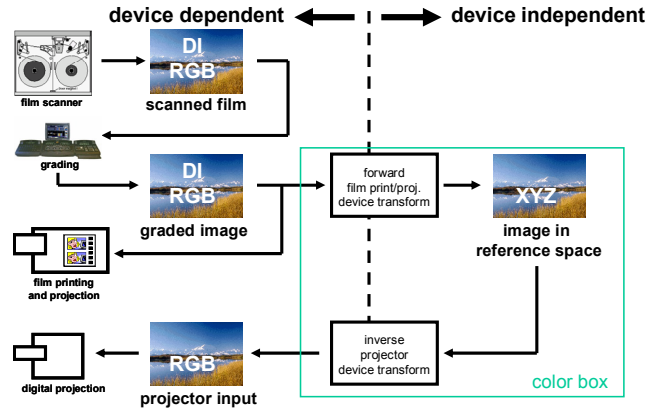 device dependent
device independent
DI
RGB
film scanner
scanned film
grading
DI
RGB
graded image
forward
film print/proj.
device transform
XYZ
image in
reference space
film printing
and projection
inverse
projector
device transform
RGB
digital projection
projector input
color box